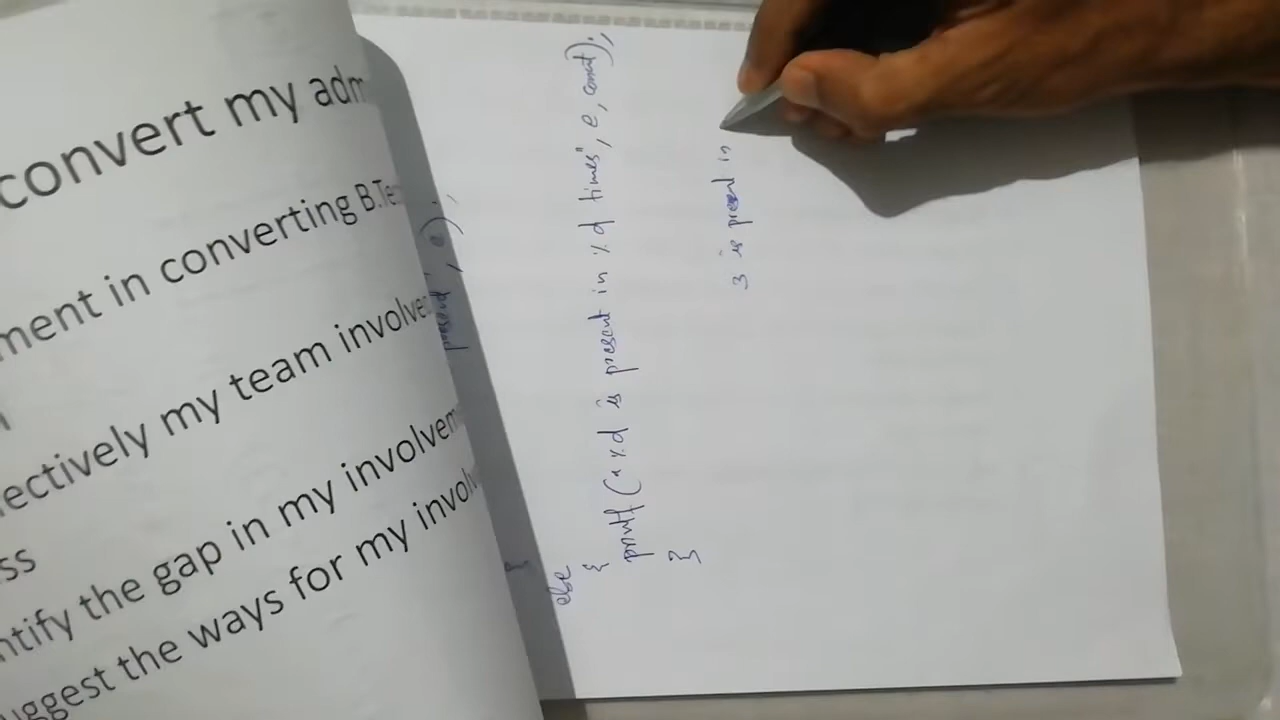 convert my adm
ment in converting B.Te
ectively my team involve
ss
ntify the gap in my involvem
uggest the ways for my invol
present", e);
}
else
{
printf("%d is present in %d times", e, count);
}
3 is present in